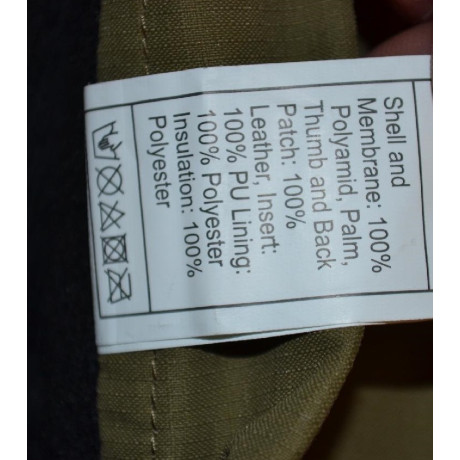 Shell and
Membrane: 100%
Polyamid, Palm,
Thumb and Back
Patch: 100%
Leather, Insert:
100% PU Lining:
100% Polyester
Insulation: 100%
Polyester